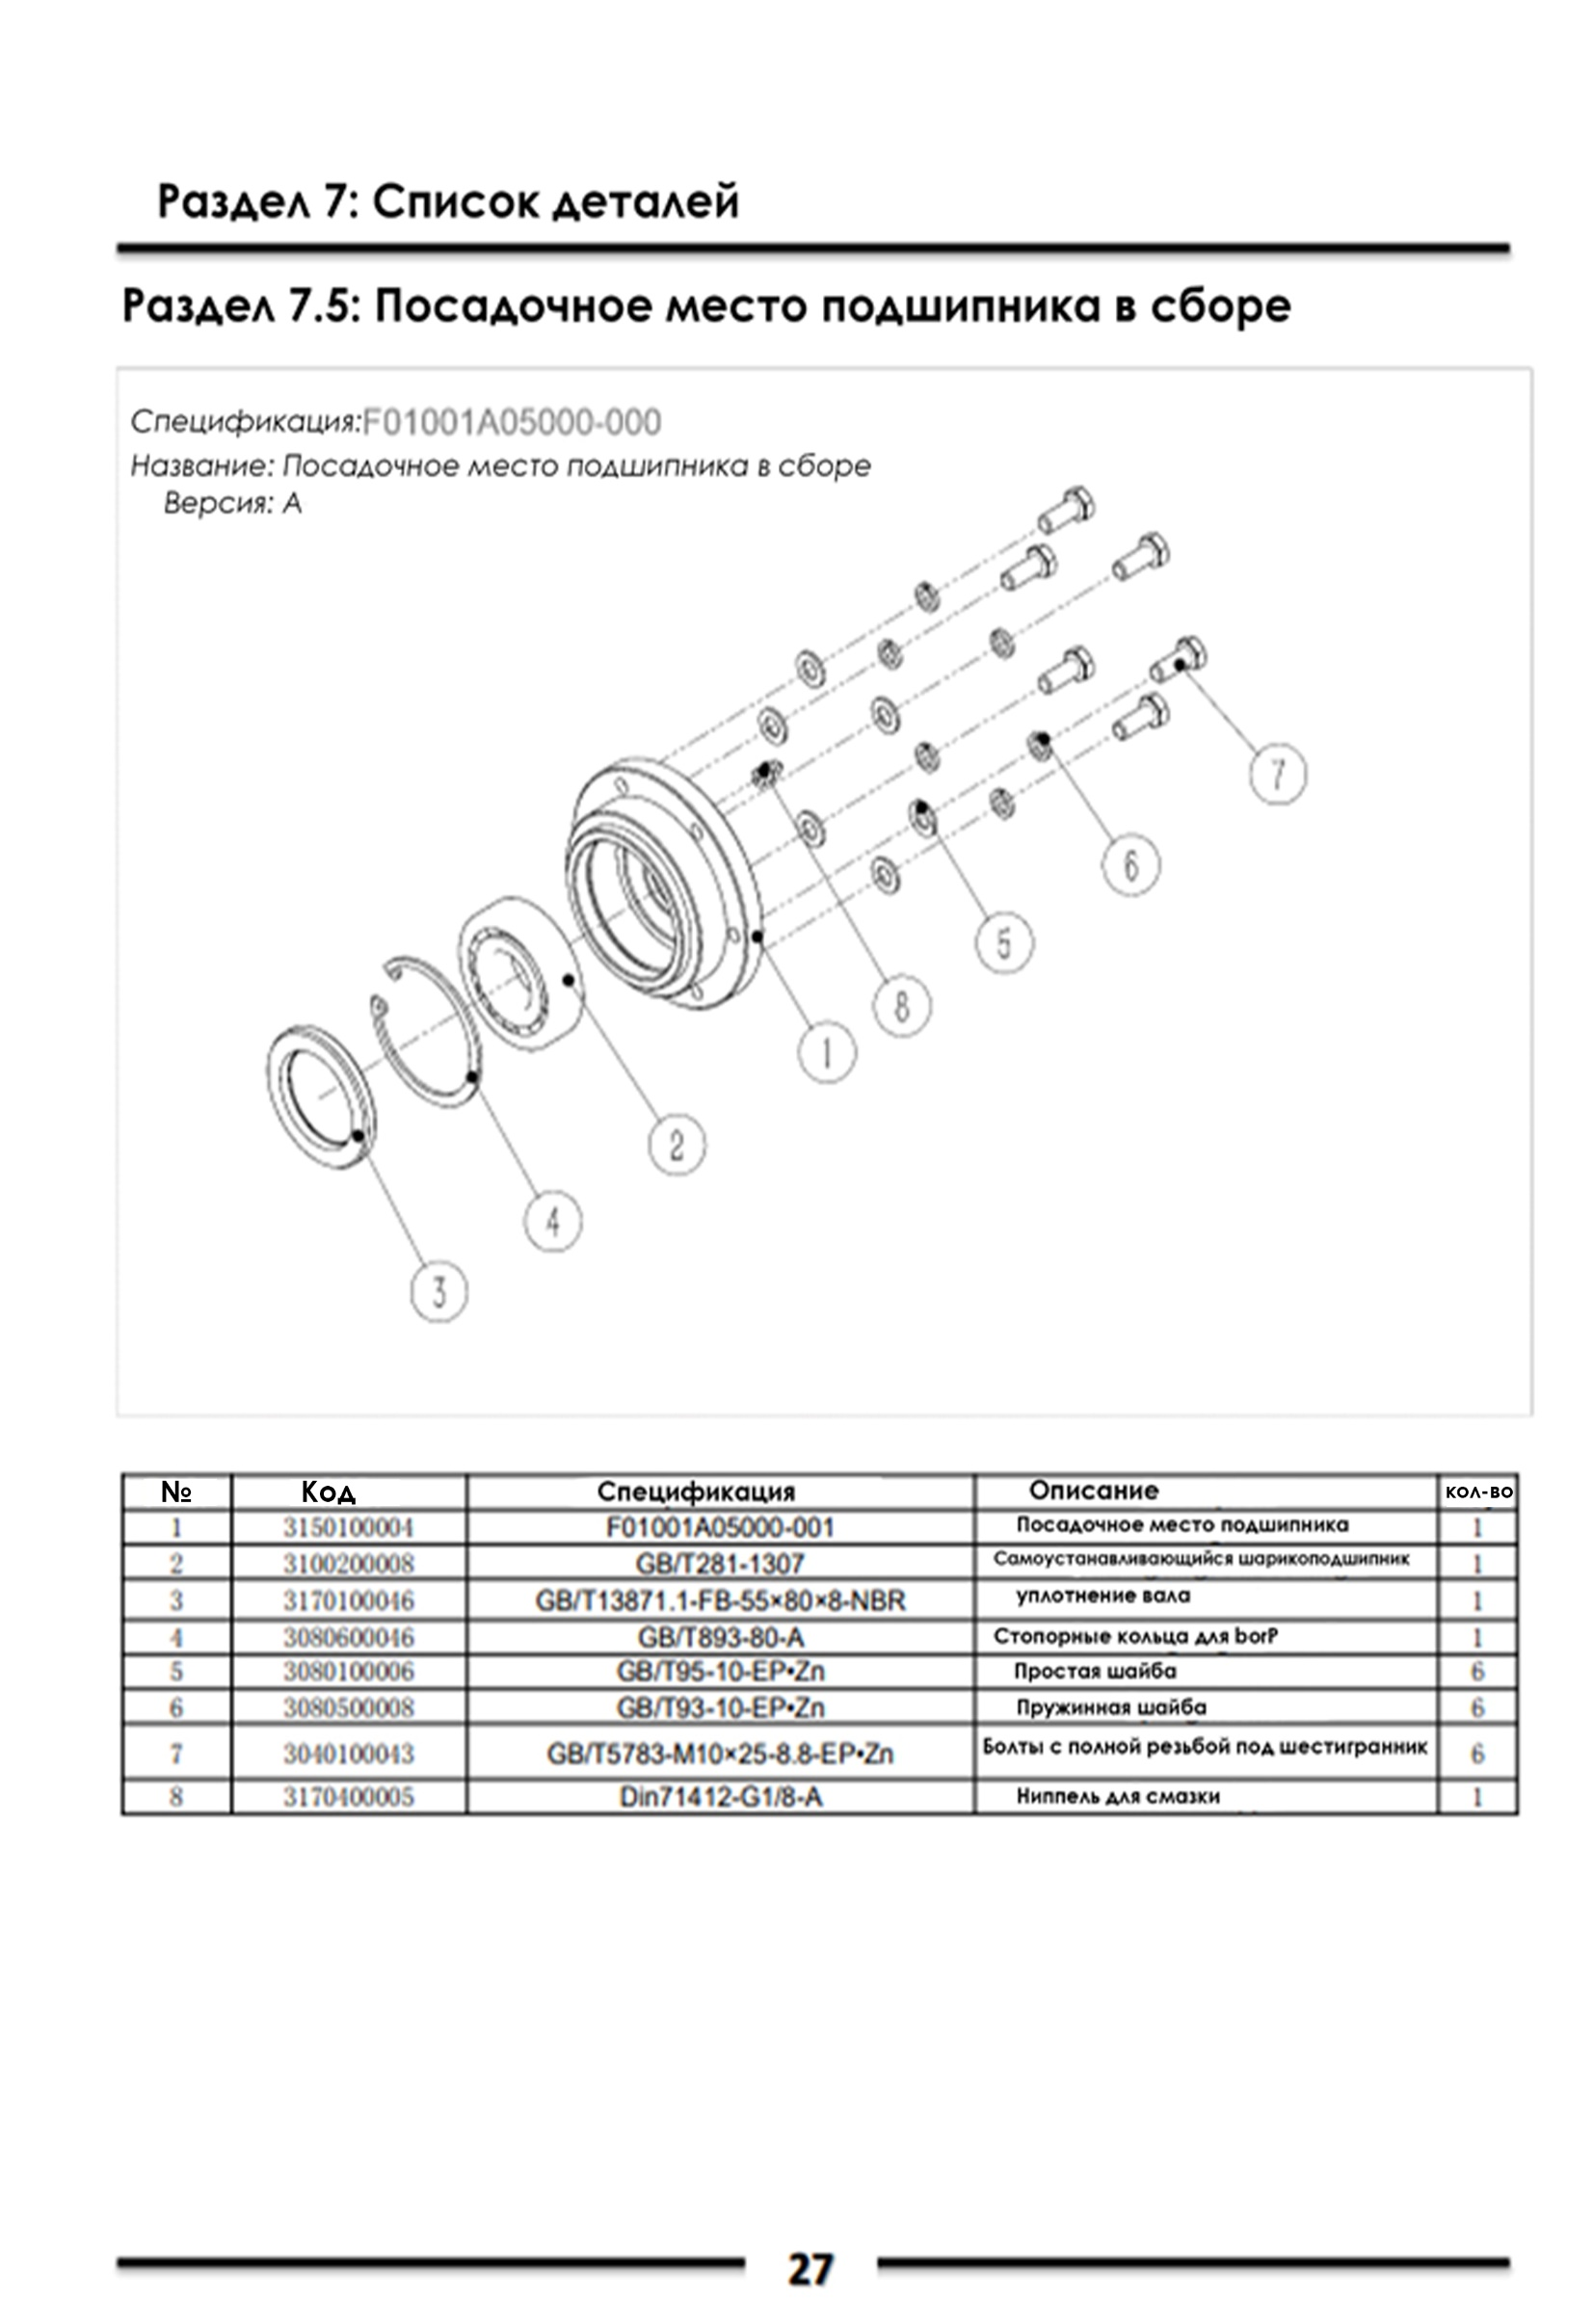 Раздел 7: Список деталей
Раздел 7.5: Посадочное место подшипника в сборе
Спецификация:F01001A05000-000
Название: Посадочное место подшипника в сборе
Версия: А
7
6
5
8
1
2
4
3
№ Код Спецификация Описание кол-во
1 3150100004 F01001A05000-001 Посадочное место подшипника 1
2 3100200008 GB/T281-1307 Самоустанавливающийся шарикоподшипник 1
3 3170100046 GB/T13871.1-FB-55×80×8-NBR уплотнение вала 1
4 3080600046 GB/T893-80-A Стопорные кольца для borP 1
5 3080100006 GB/T95-10-EP•Zn Простая шайба 6
6 3080500008 GB/T93-10-EP•Zn Пружинная шайба 6
7 3040100043 GB/T5783-M10×25-8.8-EP•Zn Болты с полной резьбой под шестигранник 6
8 3170400005 Din71412-G1/8-A Ниппель для смазки 1
27